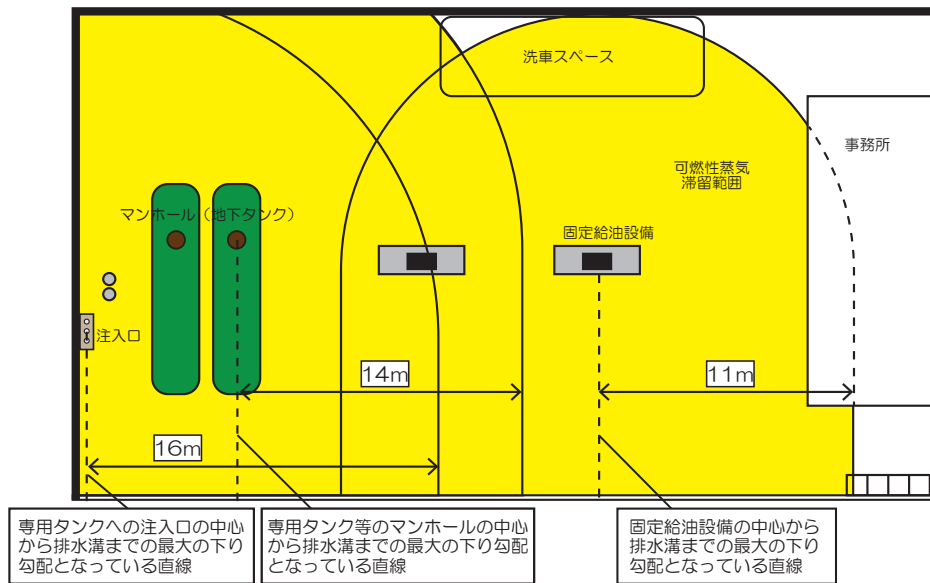 洗車スペース
事務所
可燃性蒸気
滞留範囲
マンホール（地下タンク）
固定給油設備
注入口
14m
11m
16m
専用タンクへの注入口の中心
から排水溝までの最大の下り
勾配となっている直線
専用タンク等のマンホールの中心
から排水溝までの最大の下り勾配
となっている直線
固定給油設備の中心から
排水溝までの最大の下り
勾配となっている直線